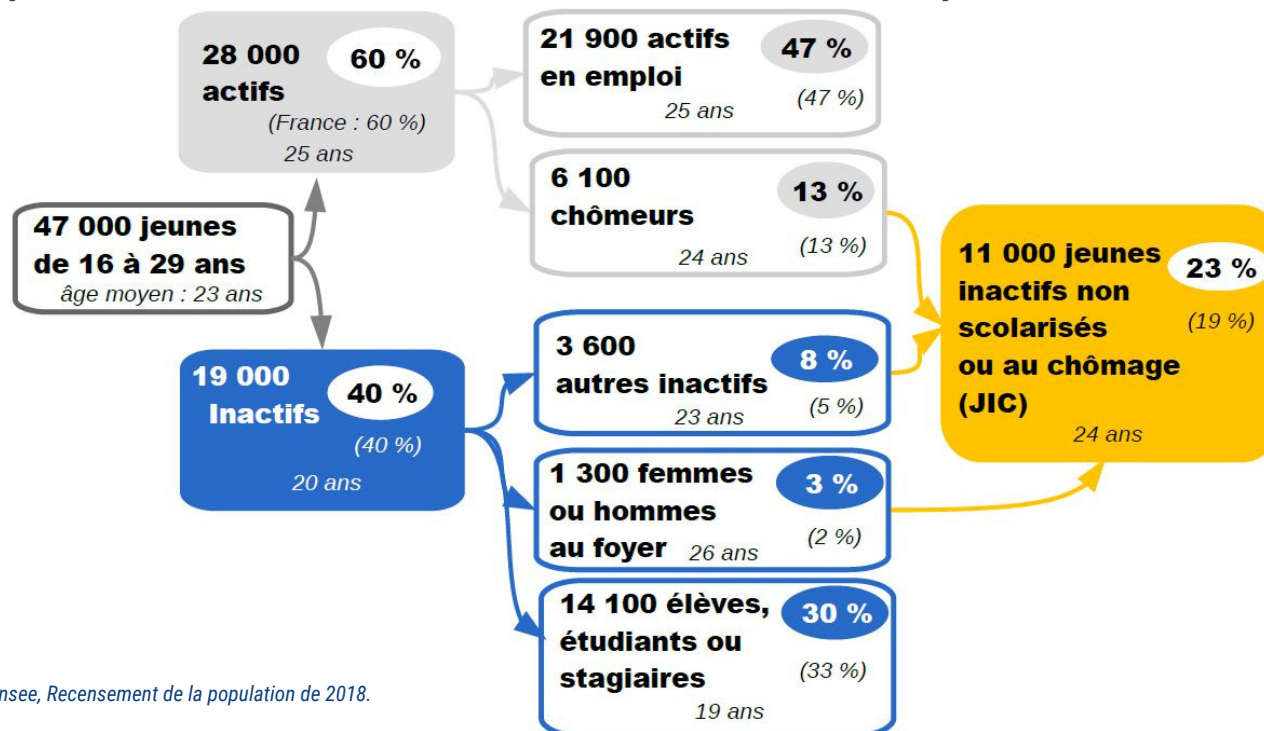 28 000
actifs
60 %
(France : 60 %)
25 ans
21 900 actifs
en emploi
47 %
(47 %)
25 ans
6 100
chômeurs
13 %
(13 %)
24 ans
47 000 jeunes
de 16 à 29 ans
âge moyen : 23 ans
11 000 jeunes
inactifs non
scolarisés
ou au chômage
(JIC)
23 %
(19 %)
24 ans
19 000
Inactifs
40 %
(40 %)
20 ans
3 600
autres inactifs
8 %
(5 %)
23 ans
1 300 femmes
ou hommes
au foyer
3 %
(2 %)
26 ans
14 100 élèves,
étudiants ou
stagiaires
30 %
(33 %)
19 ans
nsee, Recensement de la population de 2018.